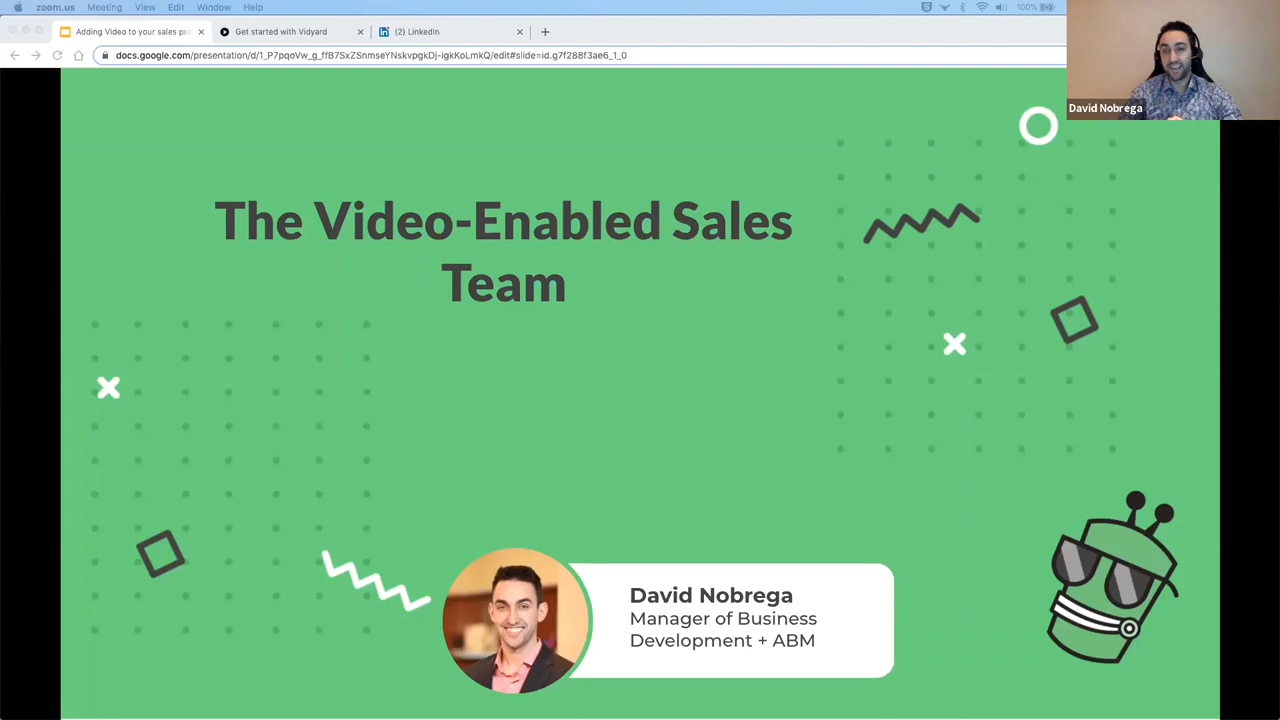 zoom.us Meeting View Edit Window Help 100%
Adding Video to your sales pro
Get started with Vidyard
(2) LinkedIn
docs.google.com/presentation/d/1_P7pqoVw_g_ffB7SxZSnmseYNskvpgkDj-igkKoLmkQ/edit#slide=id.g7f288f3ae6_1_0
David Nobrega
The Video-Enabled Sales
Team
David Nobrega
Manager of Business
Development + ABM